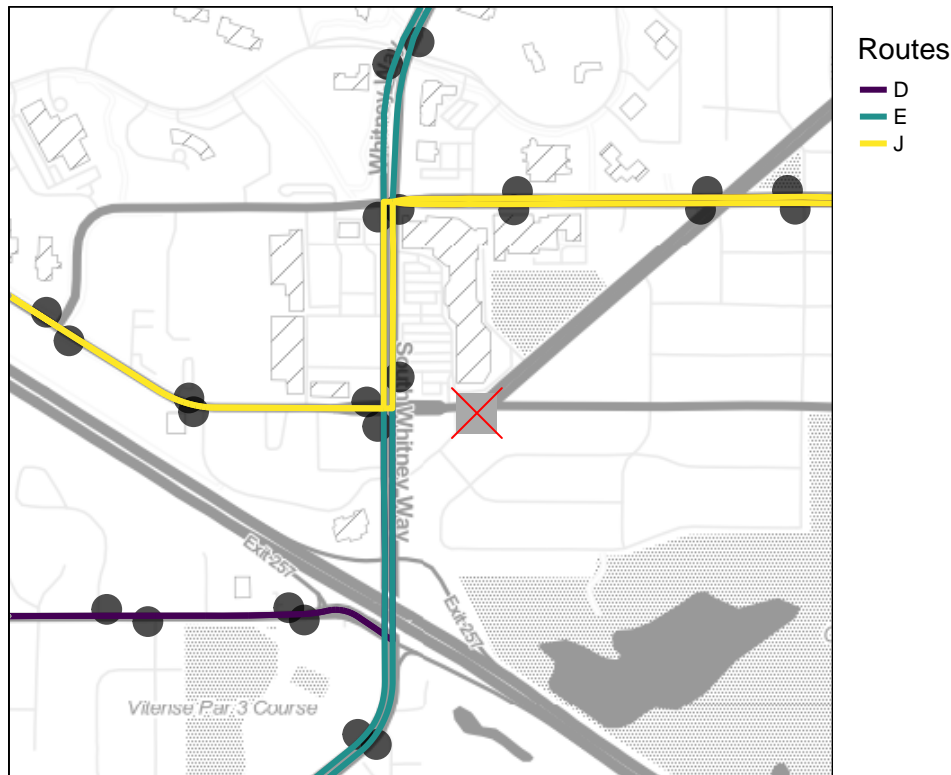 Routes
D
E
J
Whitney Way
South Whitney Way
Exit 257
Exit 257
Vitense Par 3 Course